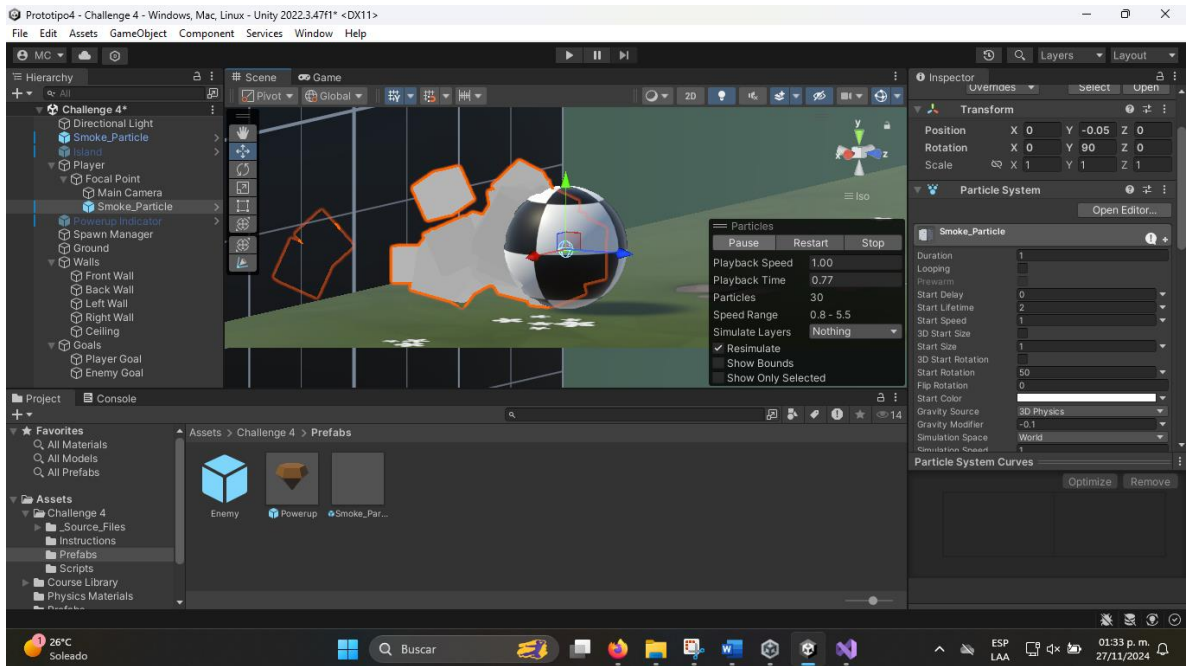 Prototipo4 - Challenge 4 - Windows, Mac, Linux - Unity 2022.3.47f1* <DX11>
File Edit Assets GameObject Component Services Window Help
MC
Layers Layout
Hierarchy
All
Challenge 4*
Directional Light
Smoke_Particle
Island
Player
Focal Point
Main Camera
Smoke_Particle
Powerup Indicator
Spawn Manager
Ground
Walls
Front Wall
Back Wall
Left Wall
Right Wall
Ceiling
Goals
Player Goal
Enemy Goal
Scene Game
Pivot Global 2D
y
x z
Iso
Particles
Pause Restart Stop
Playback Speed 1.00
Playback Time 0.77
Particles 30
Speed Range 0.8 - 5.5
Simulate Layers Nothing
Resimulate
Show Bounds
Show Only Selected
Inspector
Overrides Select Open
Transform
Position X 0 Y -0.05 Z 0
Rotation X 0 Y 90 Z 0
Scale X 1 Y 1 Z 1
Particle System
Open Editor...
Smoke_Particle
Duration 1
Looping
Prewarm
Start Delay 0
Start Lifetime 2
Start Speed 1
3D Start Size
Start Size 1
3D Start Rotation
Start Rotation 50
Flip Rotation 0
Start Color
Gravity Source 3D Physics
Gravity Modifier -0.1
Simulation Space World
Simulation Speed 1
Particle System Curves
Optimize Remove
Project Console
14
Favorites
All Materials
All Models
All Prefabs
Assets
Challenge 4
_Source_Files
Instructions
Prefabs
Scripts
Course Library
Physics Materials
Prefabs
Assets > Challenge 4 > Prefabs
Enemy Powerup Smoke_Par...
1
26°C
Soleado
Buscar
ESP
LAA
01:33 p. m.
27/11/2024